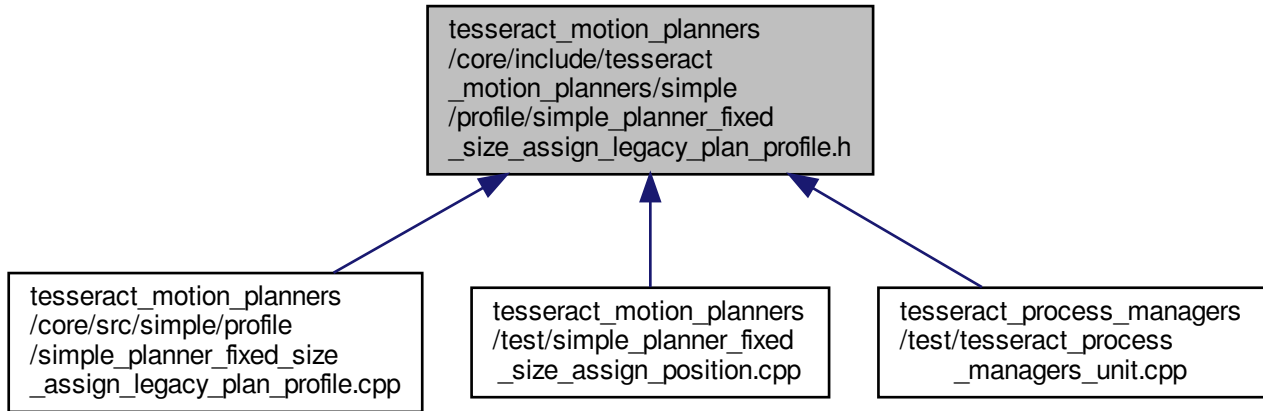 tesseract_motion_planners
/core/include/tesseract
_motion_planners/simple
/profile/simple_planner_fixed
_size_assign_legacy_plan_profile.h
tesseract_motion_planners
/core/src/simple/profile
/simple_planner_fixed_size
_assign_legacy_plan_profile.cpp
tesseract_motion_planners
/test/simple_planner_fixed
_size_assign_position.cpp
tesseract_process_managers
/test/tesseract_process
_managers_unit.cpp